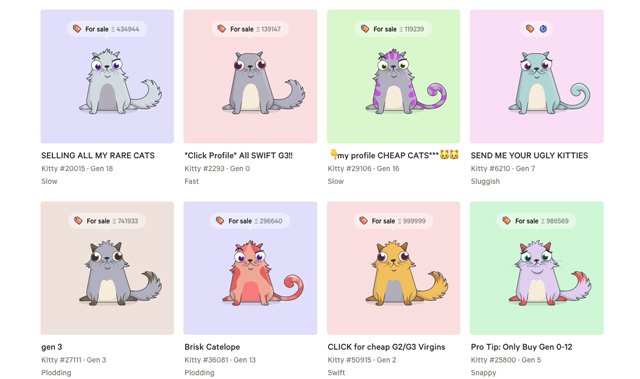 For sale Ξ 434944
For sale Ξ 139147
For sale Ξ 119239
SELLING ALL MY RARE CATS
Kitty #20015 · Gen 18
Slow
"Click Profile" All SWIFT G3!!
Kitty #2293 · Gen 0
Fast
👇my profile CHEAP CATS***😸😸
Kitty #29106 · Gen 16
Slow
SEND ME YOUR UGLY KITTIES
Kitty #6210 · Gen 7
Sluggish
For sale Ξ 741933
For sale Ξ 296640
For sale Ξ 999999
For sale Ξ 986569
gen 3
Kitty #27111 · Gen 3
Plodding
Brisk Catelope
Kitty #36081 · Gen 13
Plodding
CLICK for cheap G2/G3 Virgins
Kitty #50915 · Gen 2
Swift
Pro Tip: Only Buy Gen 0-12
Kitty #25800 · Gen 5
Snappy